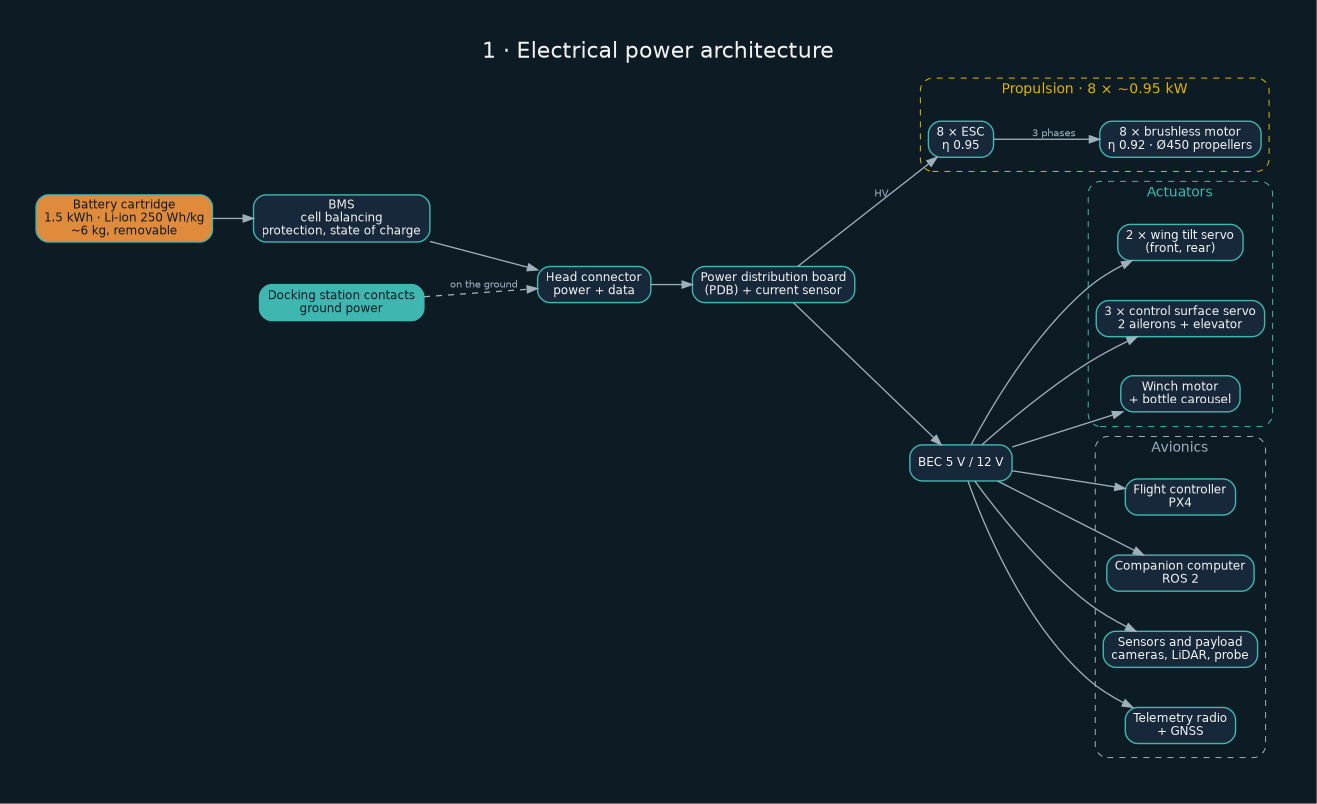 1 · Electrical power architecture
Propulsion · 8 × ~0.95 kW
8 × ESC
η 0.95
3 phases
8 × brushless motor
η 0.92 · Ø450 propellers
HV
Battery cartridge
1.5 kWh · Li-ion 250 Wh/kg
~6 kg, removable
BMS
cell balancing
protection, state of charge
Docking station contacts
ground power
on the ground
Head connector
power + data
Power distribution board
(PDB) + current sensor
Actuators
2 × wing tilt servo
(front, rear)
3 × control surface servo
2 ailerons + elevator
Winch motor
+ bottle carousel
BEC 5 V / 12 V
Avionics
Flight controller
PX4
Companion computer
ROS 2
Sensors and payload
cameras, LiDAR, probe
Telemetry radio
+ GNSS